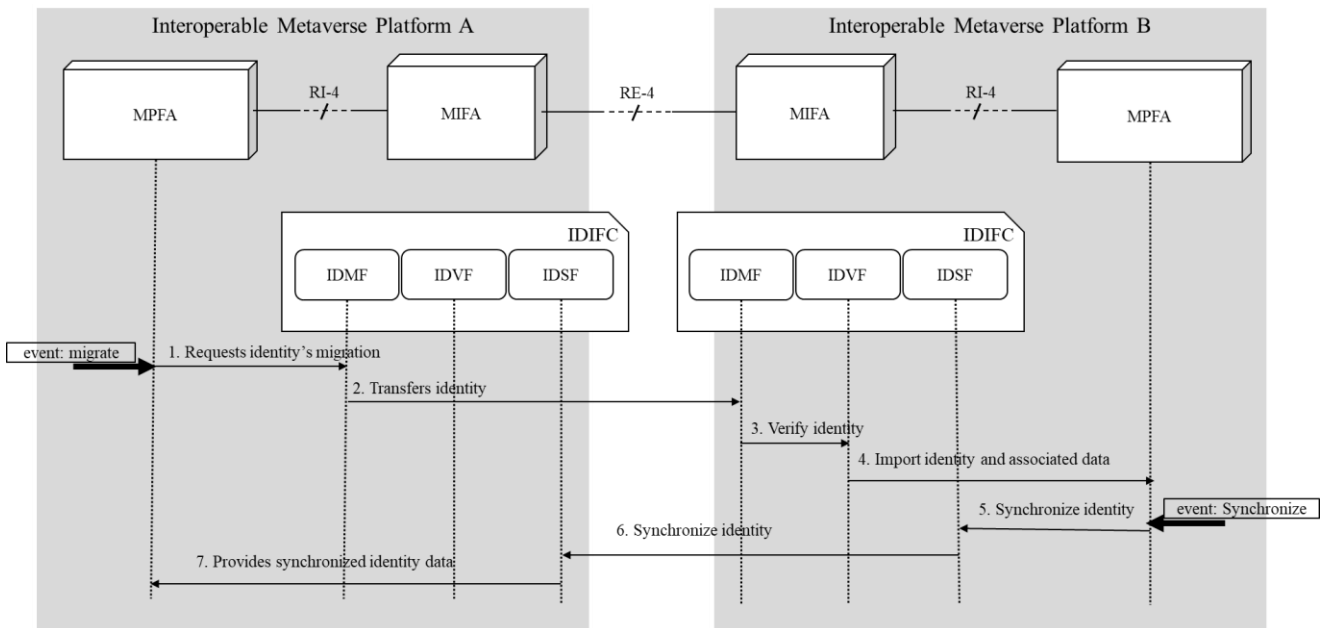 Interoperable Metaverse Platform A
Interoperable Metaverse Platform B
MPFA
RI-4
MIFA
RE-4
MIFA
RI-4
MPFA
IDIFC
IDMF
IDVF
IDSF
IDIFC
IDMF
IDVF
IDSF
event: migrate
1. Requests identity’s migration
2. Transfers identity
3. Verify identity
4. Import identity and associated data
5. Synchronize identity
event: Synchronize
6. Synchronize identity
7. Provides synchronized identity data